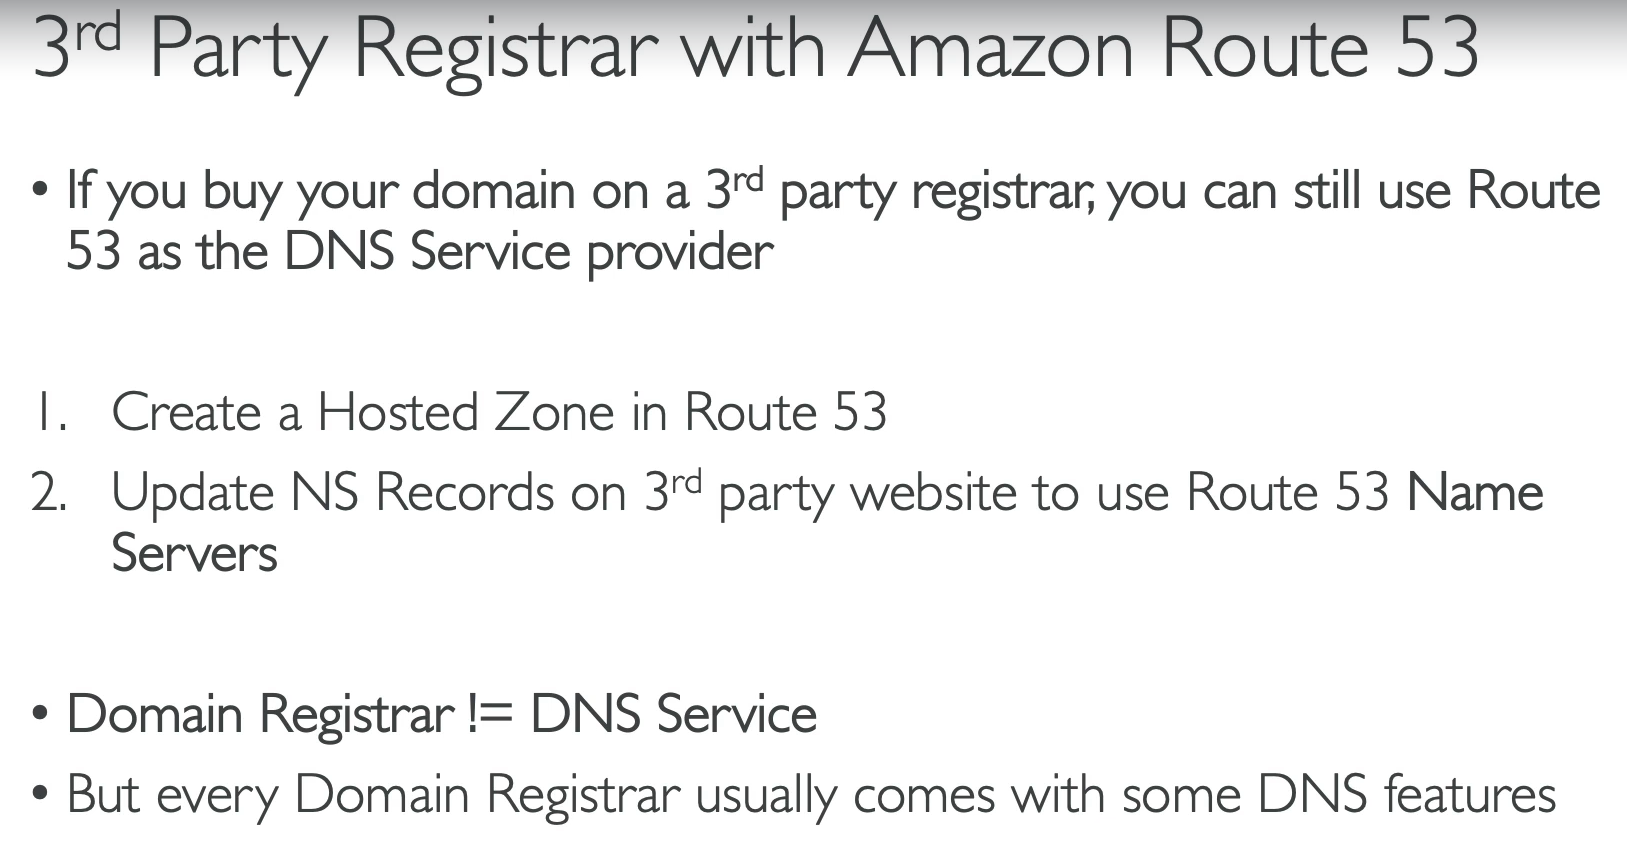 3rd Party Registrar with Amazon Route 53
• If you buy your domain on a 3rd party registrar, you can still use Route
53 as the DNS Service provider
1. Create a Hosted Zone in Route 53
2. Update NS Records on 3rd party website to use Route 53 Name
Servers
• Domain Registrar != DNS Service
• But every Domain Registrar usually comes with some DNS features